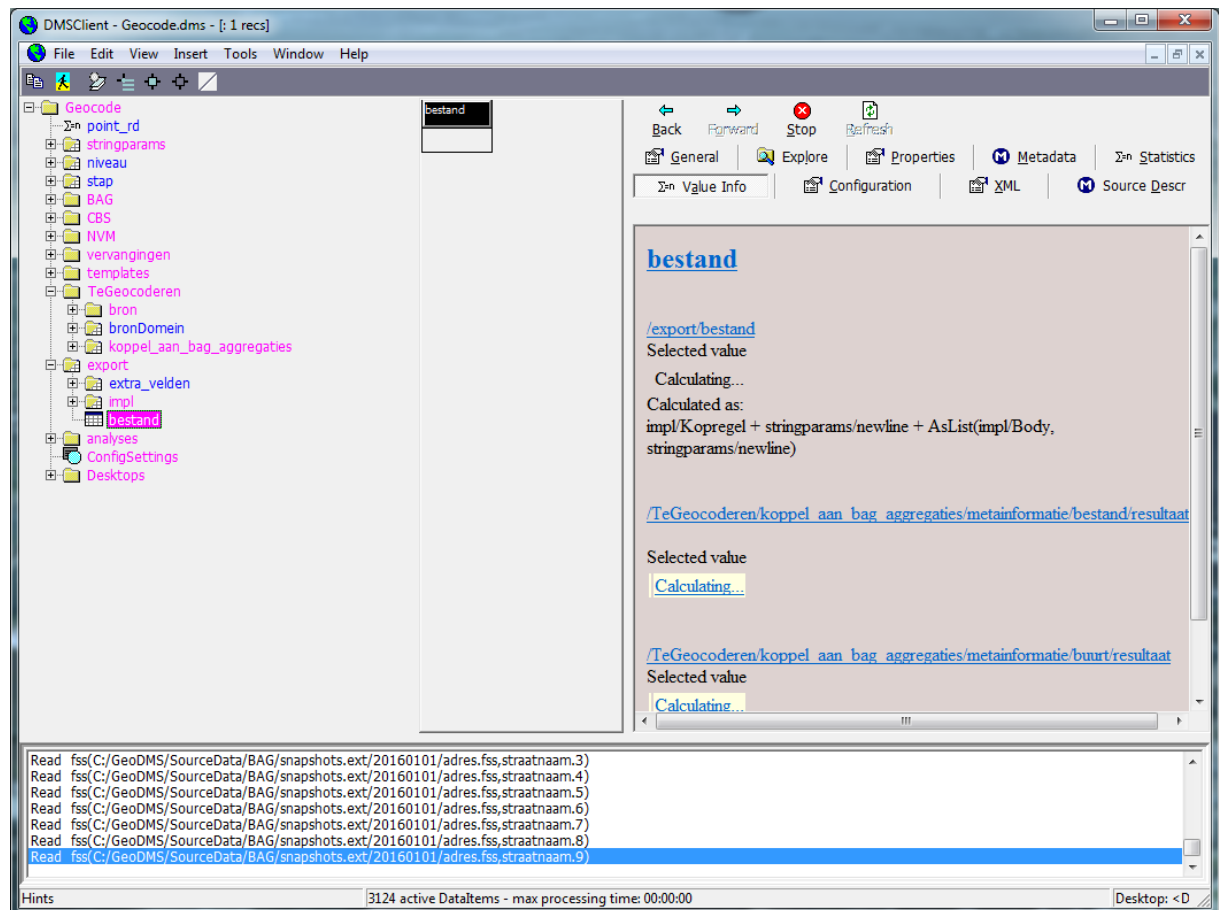 DMSClient - Geocode.dms - [: 1 recs]
File Edit View Insert Tools Window Help
Geocode
Σ=n point_rd
stringparams
niveau
stap
BAG
CBS
NVM
vervangingen
templates
TeGeocoderen
bron
bronDomein
koppel_aan_bag_aggregaties
export
extra_velden
impl
bestand
analyses
ConfigSettings
Desktops
bestand
Back Forward Stop Refresh
General Explore Properties M Metadata Σ=n Statistics
Σ=n Value Info Configuration XML M Source Descr
bestand
/export/bestand
Selected value
Calculating...
Calculated as:
impl/Kopregel + stringparams/newline + AsList(impl/Body,
stringparams/newline)
/TeGeocoderen/koppel_aan_bag_aggregaties/metainformatie/bestand/resultaat
Selected value
Calculating...
/TeGeocoderen/koppel_aan_bag_aggregaties/metainformatie/buurt/resultaat
Selected value
Calculating...
Read fss(C:/GeoDMS/SourceData/BAG/snapshots.ext/20160101/adres.fss,straatnaam.3)
Read fss(C:/GeoDMS/SourceData/BAG/snapshots.ext/20160101/adres.fss,straatnaam.4)
Read fss(C:/GeoDMS/SourceData/BAG/snapshots.ext/20160101/adres.fss,straatnaam.5)
Read fss(C:/GeoDMS/SourceData/BAG/snapshots.ext/20160101/adres.fss,straatnaam.6)
Read fss(C:/GeoDMS/SourceData/BAG/snapshots.ext/20160101/adres.fss,straatnaam.7)
Read fss(C:/GeoDMS/SourceData/BAG/snapshots.ext/20160101/adres.fss,straatnaam.8)
Read fss(C:/GeoDMS/SourceData/BAG/snapshots.ext/20160101/adres.fss,straatnaam.9)
Hints 3124 active DataItems - max processing time: 00:00:00 Desktop: <D